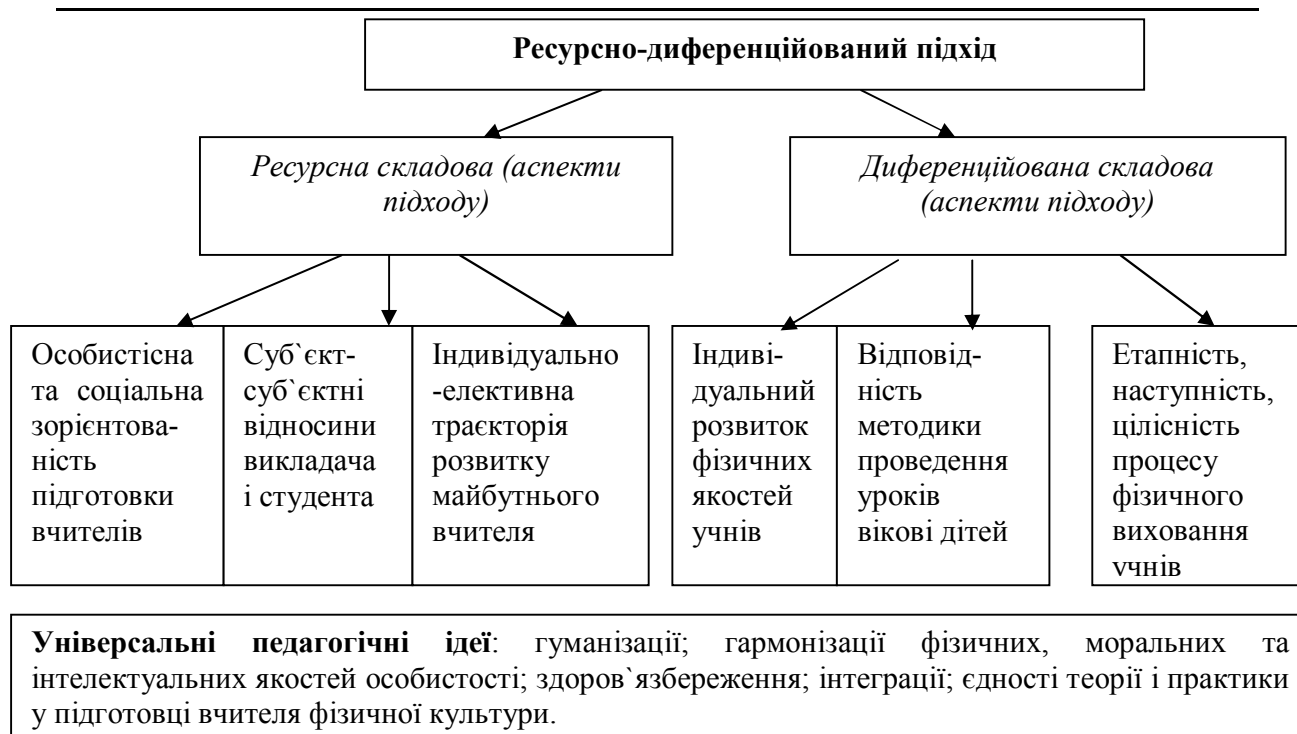 Ресурсно-диференційований підхід
Ресурсна складова (аспекти
підходу)
Диференційована складова
(аспекти підходу)
Особистісна
та соціальна
зорієнтова-
ність
підготовки
вчителів
Суб`єкт-
суб`єктні
відносини
викладача
і студента
Індивідуально
-елективна
траєкторія
розвитку
майбутнього
вчителя
Індиві-
дуальний
розвиток
фізичних
якостей
учнів
Відповід-
ність
методики
проведення
уроків
вікові дітей
Етапність,
наступність,
цілісність
процесу
фізичного
виховання
учнів
Універсальні педагогічні ідеї: гуманізації; гармонізації фізичних, моральних та
інтелектуальних якостей особистості; здоров`язбереження; інтеграції; єдності теорії і практики
у підготовці вчителя фізичної культури.